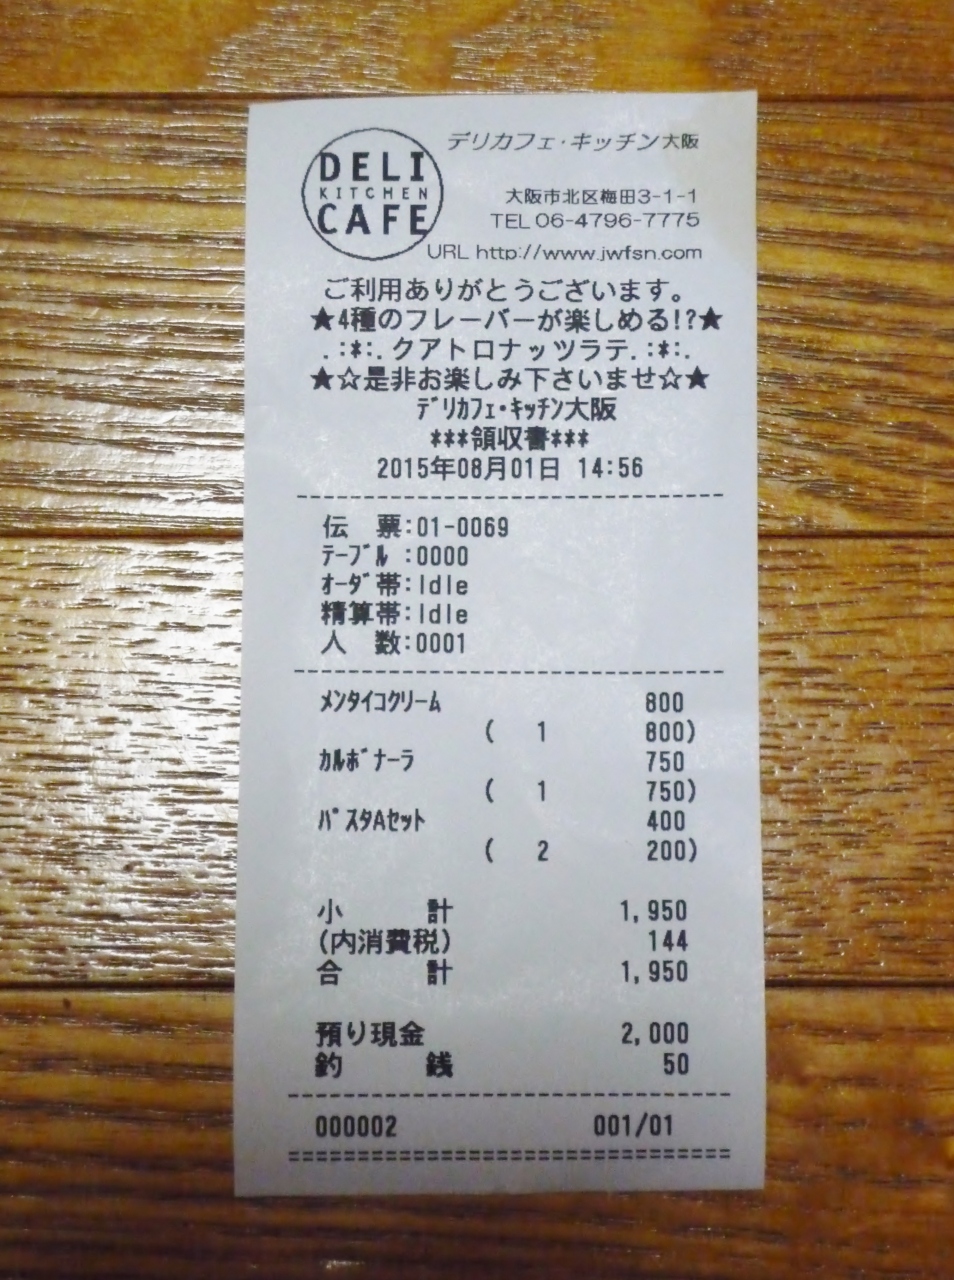 DELI
KITCHEN
CAFE
デリカフェ・キッチン大阪
大阪市北区梅田3-1-1
TEL 06-4796-7775
URL http://www.jwfsn.com
ご利用ありがとうございます。
★4種のフレーバーが楽しめる!?★
.:*:.クアトロナッツラテ.:*:.
★☆是非お楽しみ下さいませ☆★
ﾃﾞﾘｶﾌｪ・ｷｯﾁﾝ大阪
***領収書***
2015年08月01日 14:56
伝　票:01-0069
ﾃｰﾌﾞﾙ :0000
ｵｰﾀﾞ帯:Idle
精算帯:Idle
人　数:0001
ﾒﾝﾀｲｺｸﾘｰﾑ 800
( 1 800)
ｶﾙﾎﾞﾅｰﾗ 750
( 1 750)
ﾊﾟｽﾀAｾｯﾄ 400
( 2 200)
小　計 1,950
(内消費税) 144
合　計 1,950
預り現金 2,000
釣　銭 50
000002 001/01